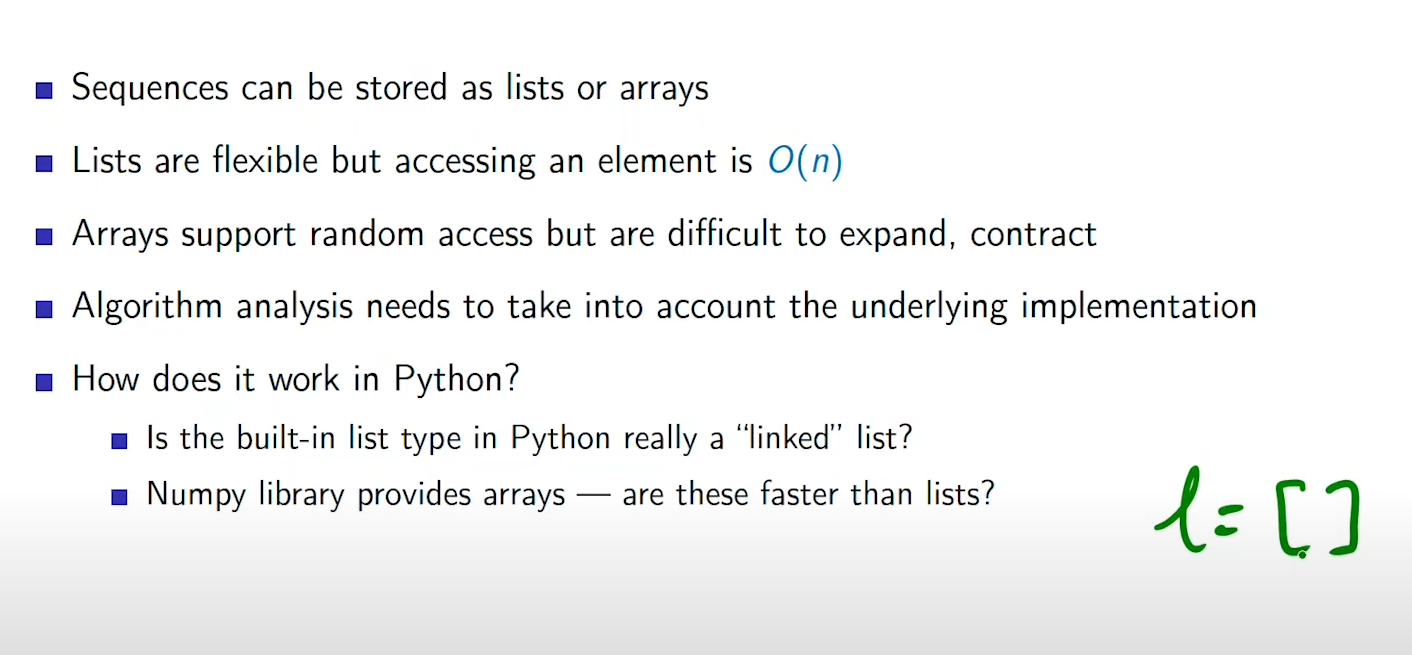 Sequences can be stored as lists or arrays
Lists are flexible but accessing an element is O(n)
Arrays support random access but are difficult to expand, contract
Algorithm analysis needs to take into account the underlying implementation
How does it work in Python?
Is the built-in list type in Python really a “linked” list?
Numpy library provides arrays — are these faster than lists?
l = [ ]